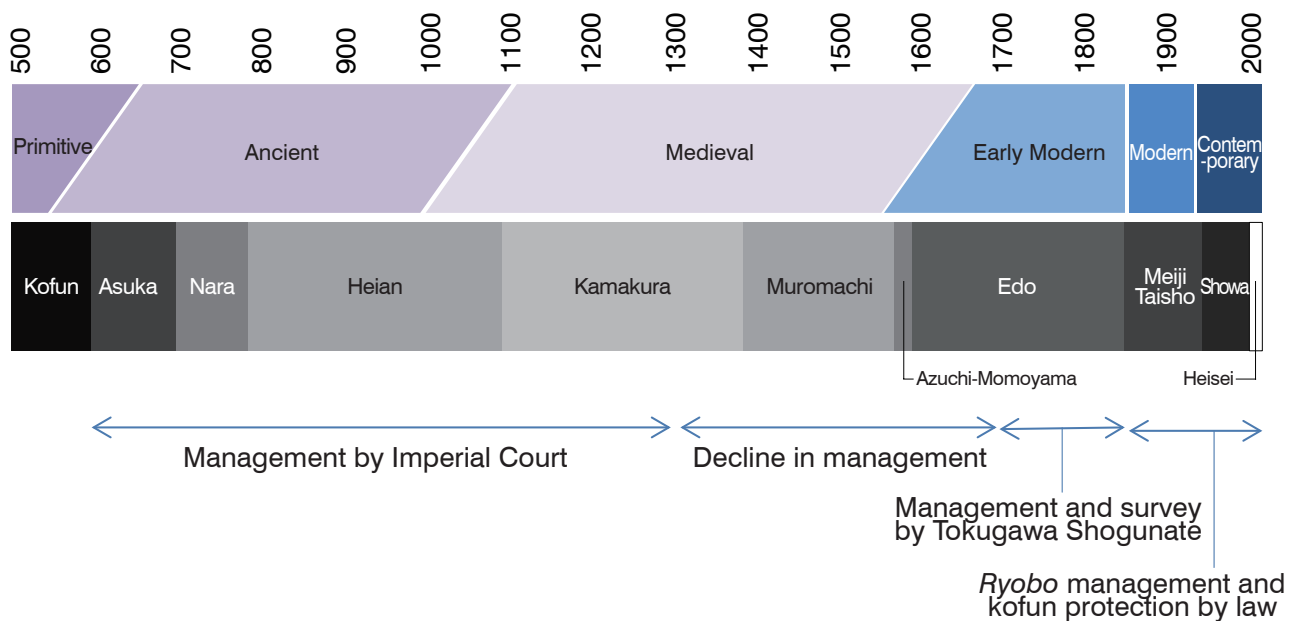 500 600 700 800 900 1000 1100 1200 1300 1400 1500 1600 1700 1800 1900 2000
Primitive
Ancient
Medieval
Early Modern
Modern
Contem
-porary
Kofun
Asuka
Nara
Heian
Kamakura
Muromachi
Edo
Meiji
Taisho
Showa
Azuchi-Momoyama
Heisei
Management by Imperial Court
Decline in management
Management and survey
by Tokugawa Shogunate
Ryobo management and
kofun protection by law